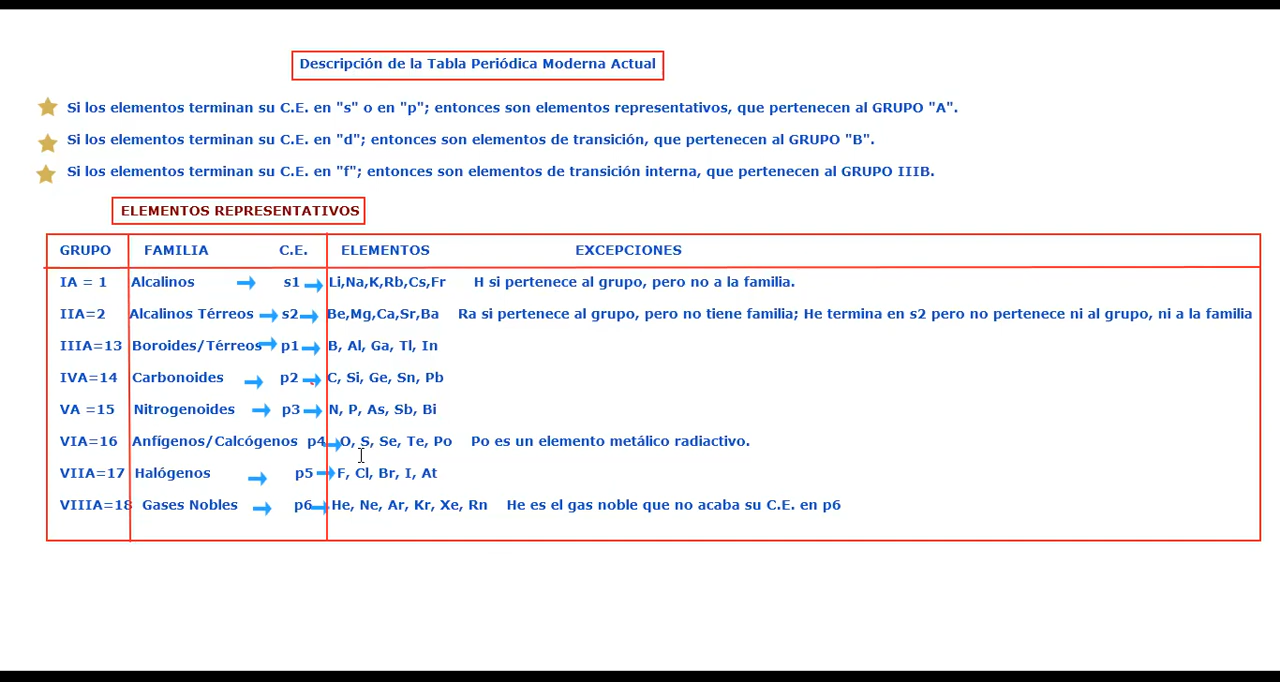 Descripción de la Tabla Periódica Moderna Actual
Si los elementos terminan su C.E. en "s" o en "p"; entonces son elementos representativos, que pertenecen al GRUPO "A".
Si los elementos terminan su C.E. en "d"; entonces son elementos de transición, que pertenecen al GRUPO "B".
Si los elementos terminan su C.E. en "f"; entonces son elementos de transición interna, que pertenecen al GRUPO IIIB.
ELEMENTOS REPRESENTATIVOS
GRUPO FAMILIA C.E. ELEMENTOS EXCEPCIONES
IA = 1 Alcalinos s1 Li,Na,K,Rb,Cs,Fr H si pertenece al grupo, pero no a la familia.
IIA=2 Alcalinos Térreos s2 Be,Mg,Ca,Sr,Ba Ra si pertenece al grupo, pero no tiene familia; He termina en s2 pero no pertenece ni al grupo, ni a la familia
IIIA=13 Boroides/Térreos p1 B, Al, Ga, Tl, In
IVA=14 Carbonoides p2 C, Si, Ge, Sn, Pb
VA =15 Nitrogenoides p3 N, P, As, Sb, Bi
VIA=16 Anfígenos/Calcógenos p4 O, S, Se, Te, Po Po es un elemento metálico radiactivo.
VIIA=17 Halógenos p5 F, Cl, Br, I, At
VIIIA=18 Gases Nobles p6 He, Ne, Ar, Kr, Xe, Rn He es el gas noble que no acaba su C.E. en p6